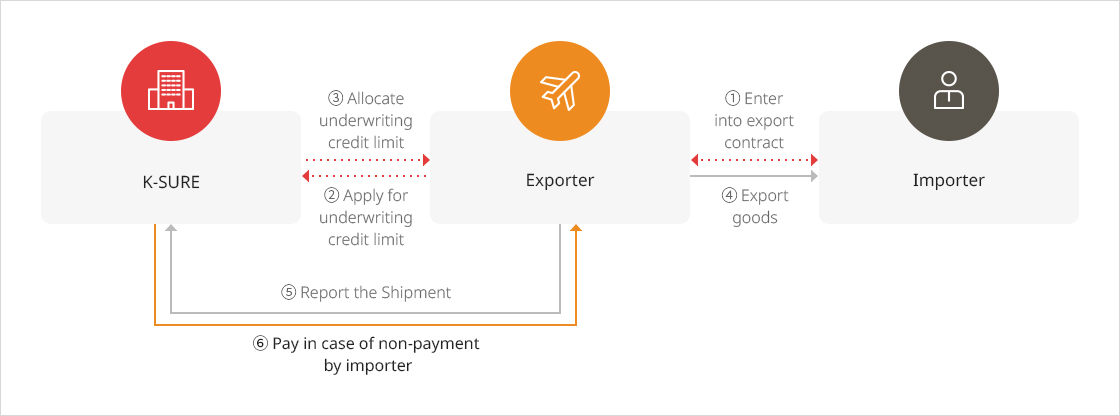 ③ Allocate
underwriting
credit limit
① Enter
into export
contract
K-SURE
Exporter
Importer
② Apply for
underwriting
credit limit
④ Export
goods
⑤ Report the Shipment
⑥ Pay in case of non-payment
by importer